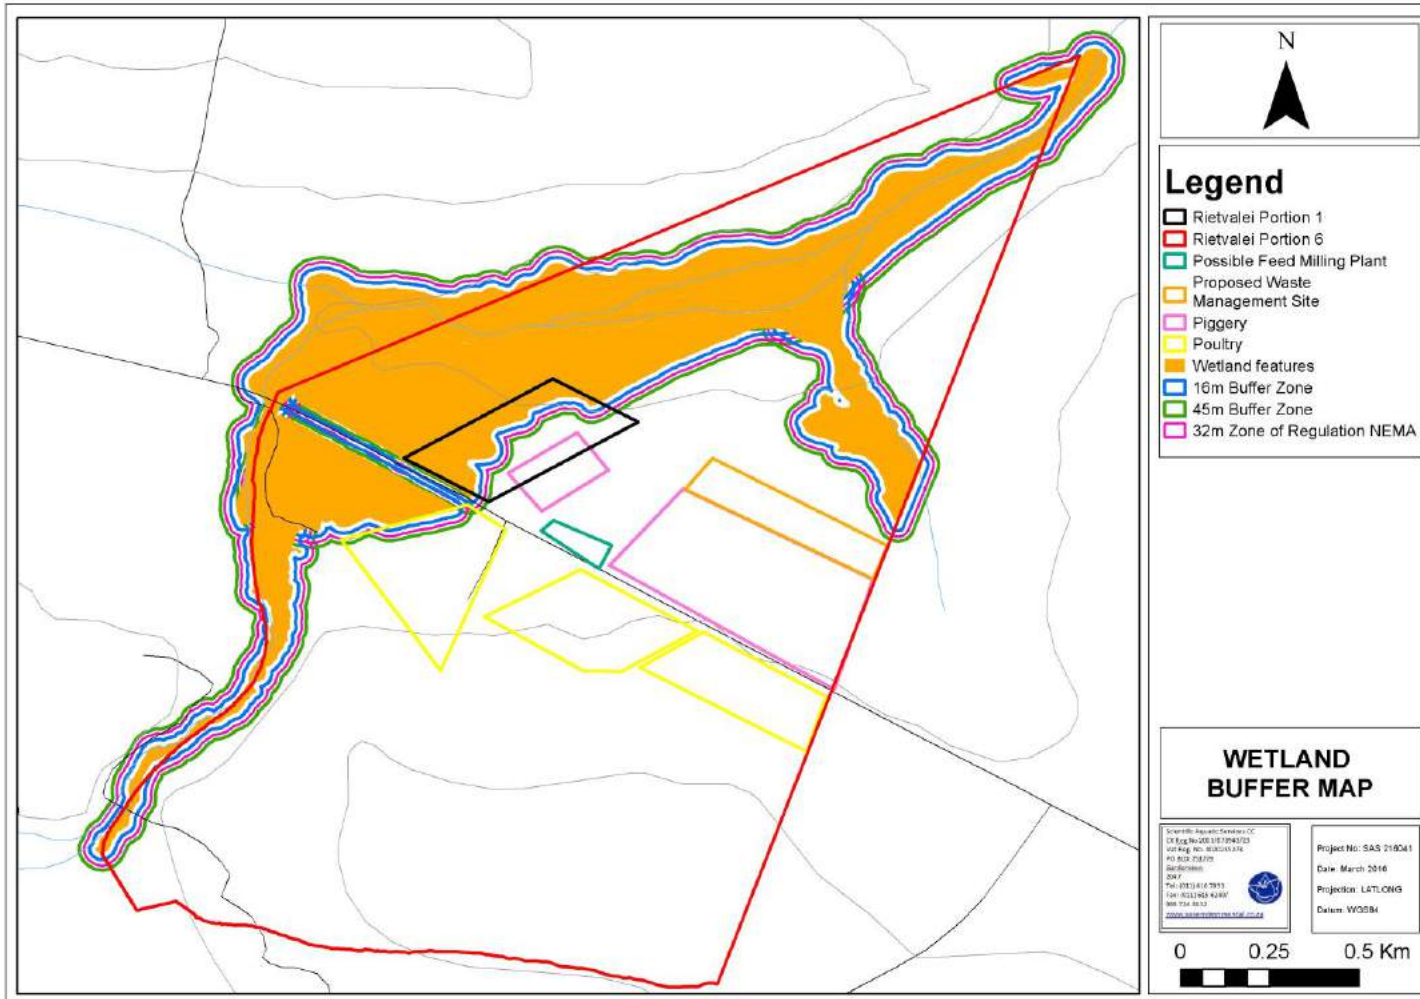 N
Legend
Rietvalei Portion 1
Rietvalei Portion 6
Possible Feed Milling Plant
Proposed Waste
Management Site
Piggery
Poultry
Wetland features
16m Buffer Zone
45m Buffer Zone
32m Zone of Regulation NEMA
WETLAND
BUFFER MAP
Scientific Aquatic Services CC
Project No: SAS 216041
Date: March 2016
Projection: LATLONG
Datum: WGS84
0 0.25 0.5 Km